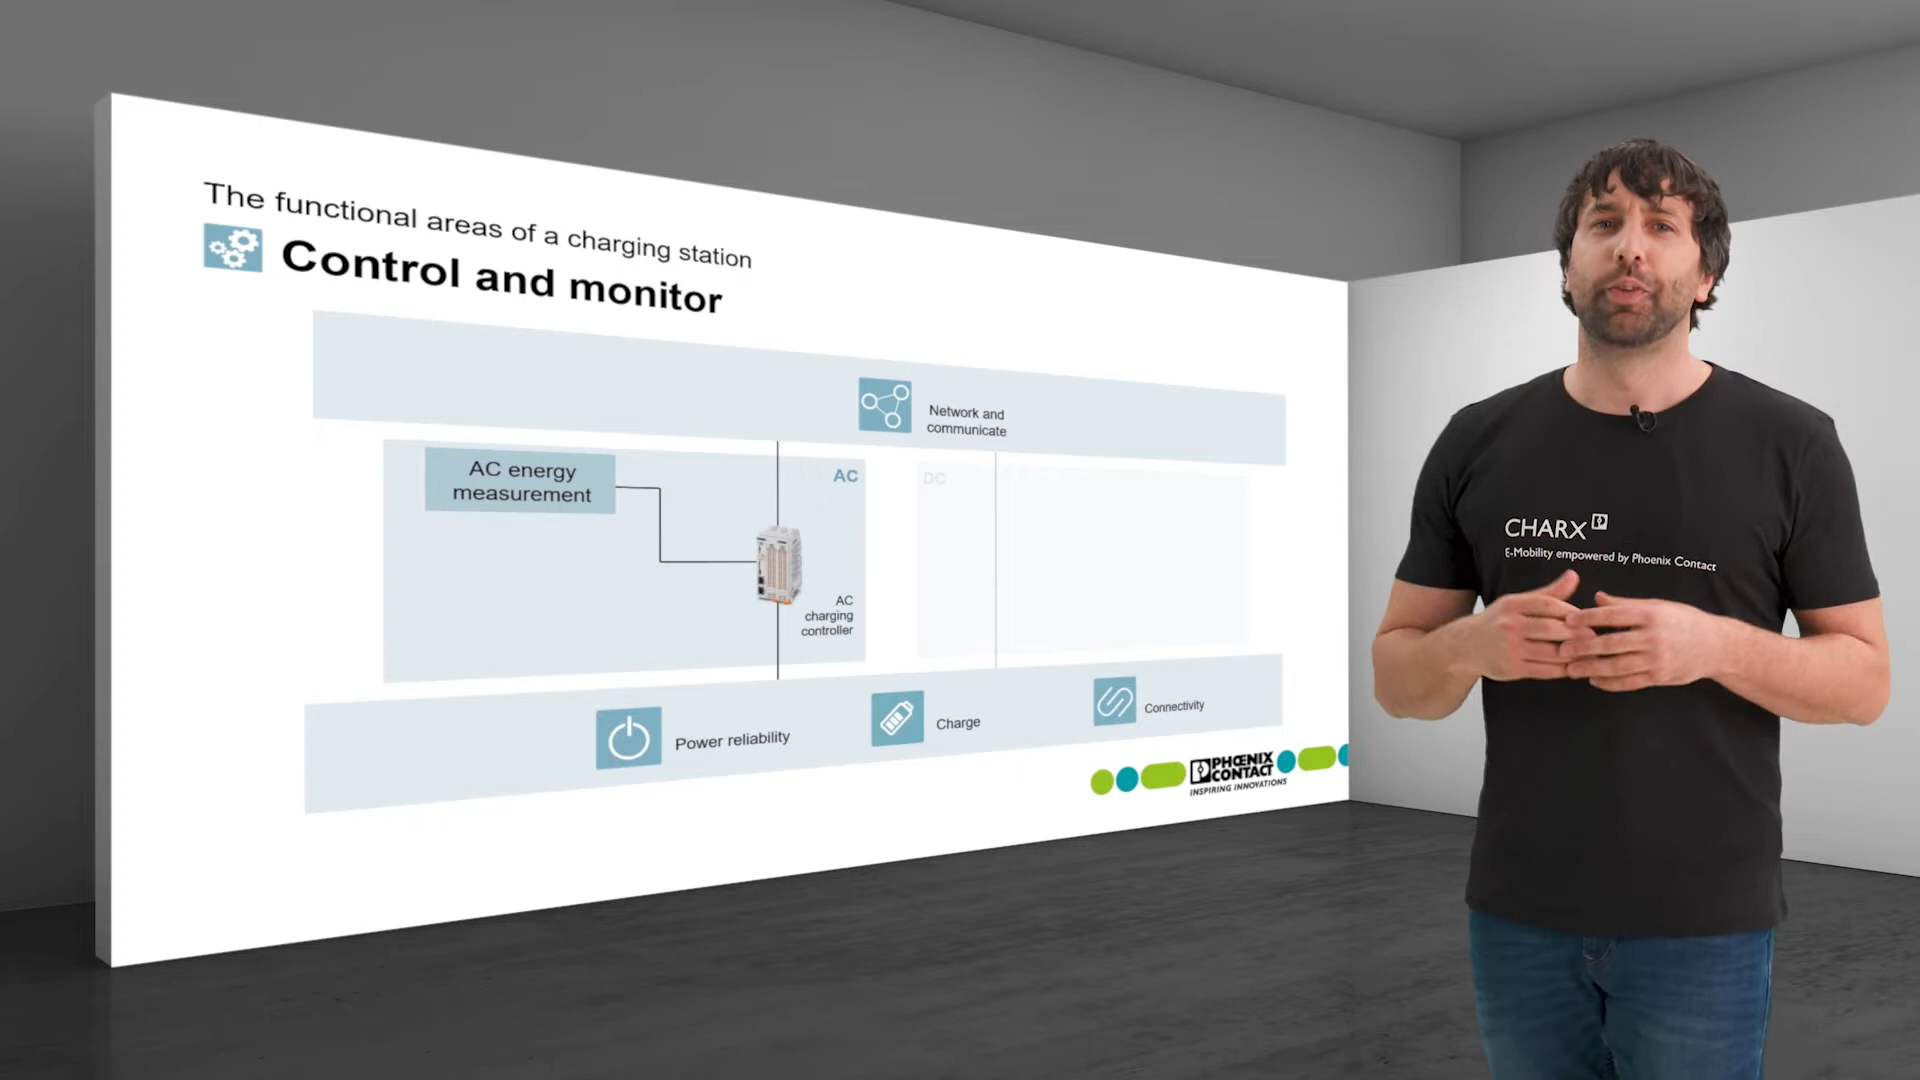 The functional areas of a charging station
Control and monitor
Network and
communicate
AC energy
measurement
AC
DC
AC
charging
controller
Power reliability
Charge
Connectivity
PHŒNIX
CONTACT
INSPIRING INNOVATIONS
CHARX
E-Mobility empowered by Phoenix Contact